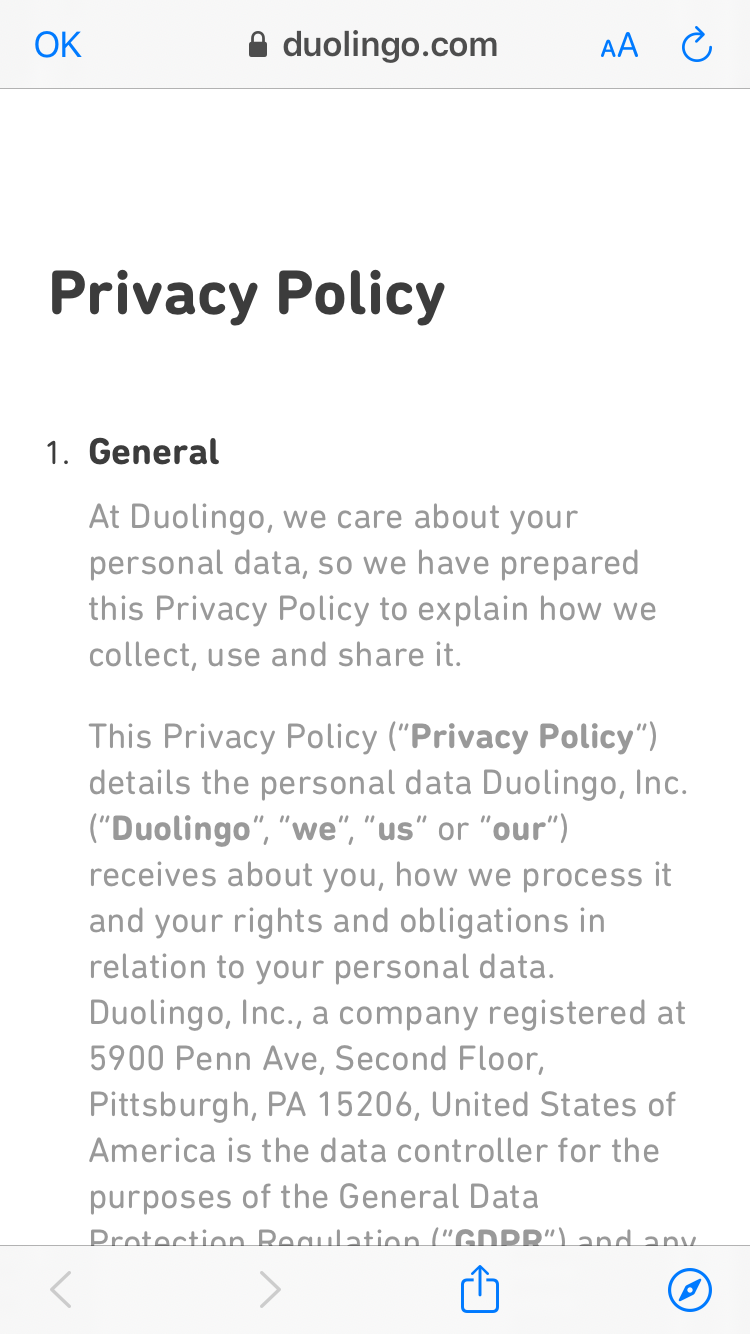 OK duolingo.com AA
Privacy Policy
1. General
At Duolingo, we care about your
personal data, so we have prepared
this Privacy Policy to explain how we
collect, use and share it.
This Privacy Policy (“Privacy Policy”)
details the personal data Duolingo, Inc.
(“Duolingo”, “we”, “us” or “our”)
receives about you, how we process it
and your rights and obligations in
relation to your personal data.
Duolingo, Inc., a company registered at
5900 Penn Ave, Second Floor,
Pittsburgh, PA 15206, United States of
America is the data controller for the
purposes of the General Data
Protection Regulation (“GDPR”) and any